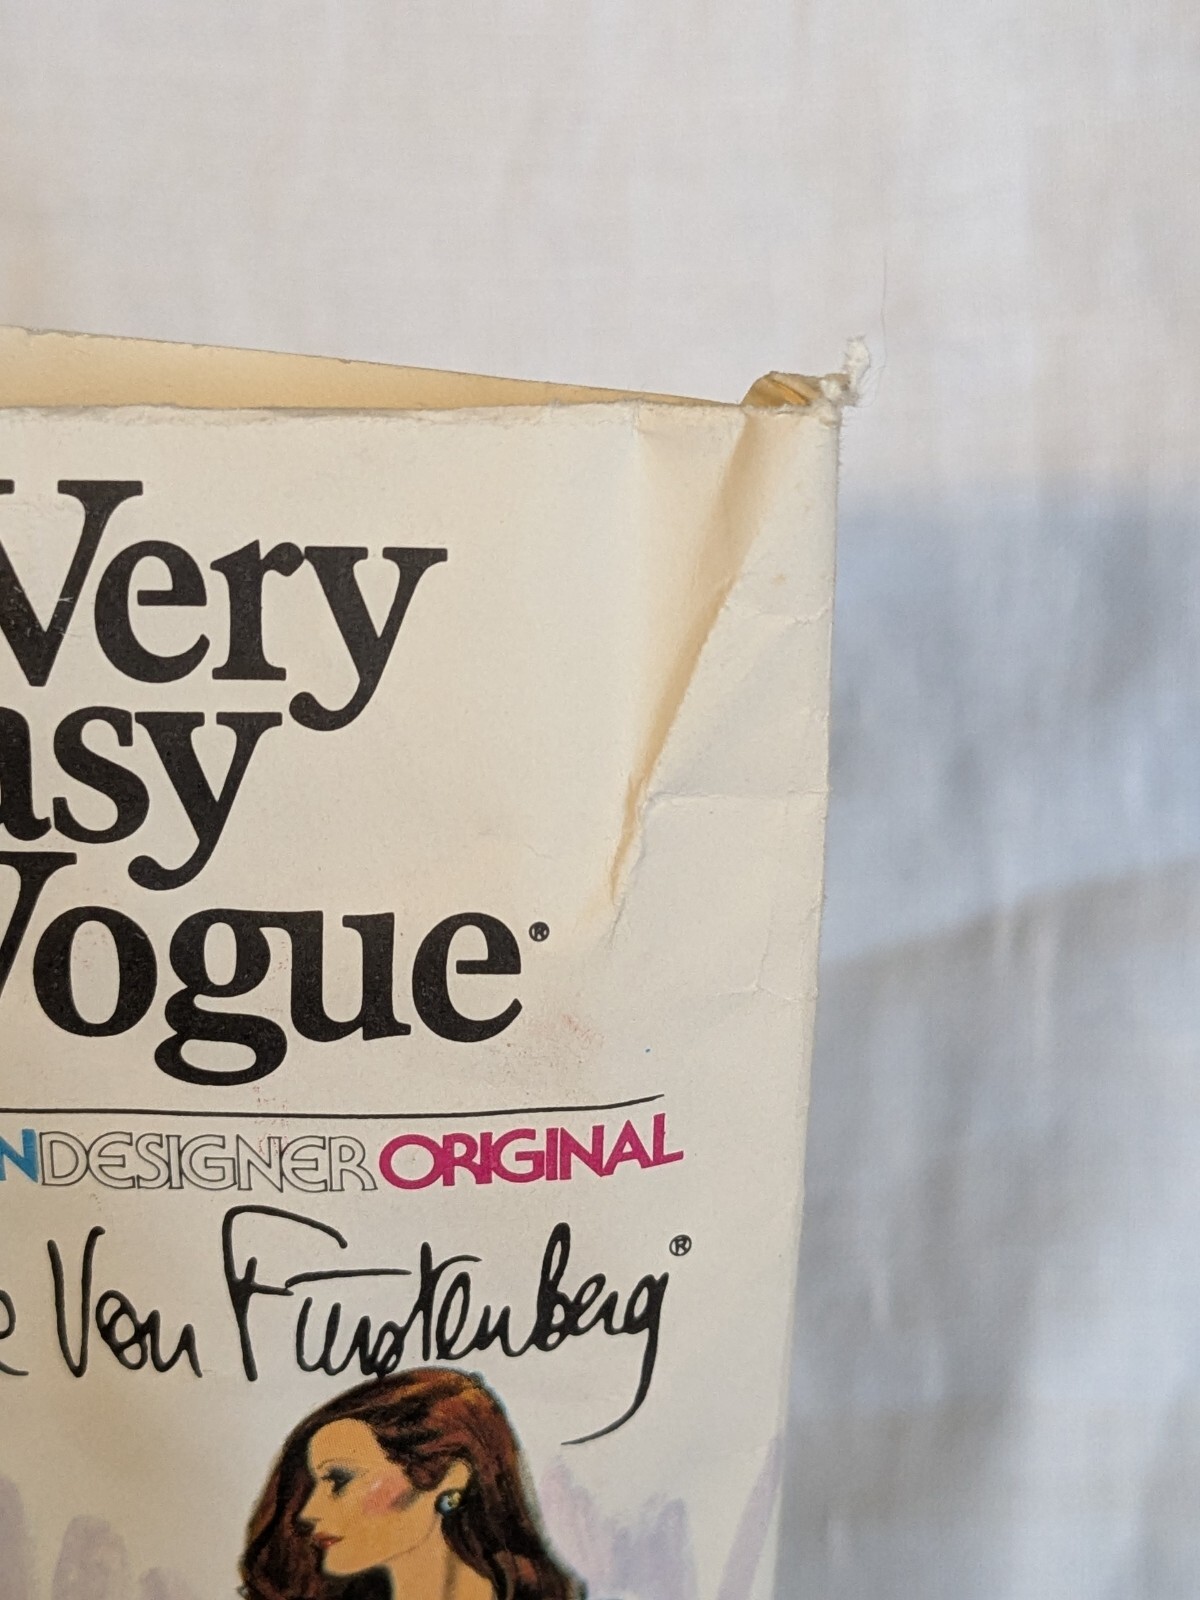 Very
asy
Vogue®
N DESIGNER ORIGINAL
e Von Furstenberg®